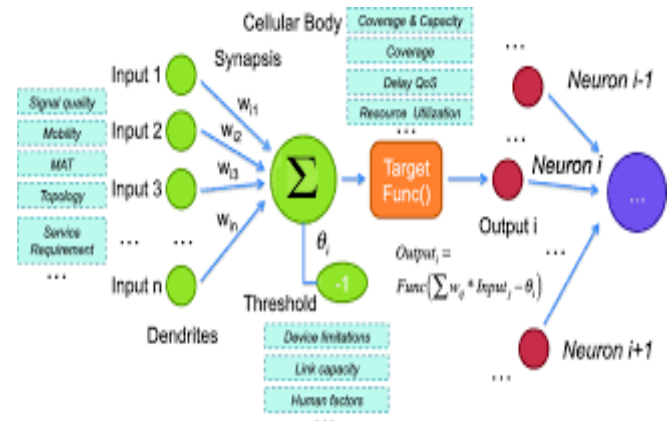 Cellular Body
Synapsis
Coverage & Capacity
Coverage
Delay QoS
Resource Utilization
...
Signal quality
Mobility
MAT
Topology
Service
Requirement
...
Input 1
Input 2
Input 3
... ...
Input n
Dendrites
w_i1
w_i2
w_i3
w_in
Σ
θ_i
-1
Threshold
Device limitations
Link capacity
Human factors
...
Target
Func()
Output i
Output_i =
Func(∑ w_ij * Input_j − θ_i)
...
Neuron i-1
...
Neuron i
...
...
Neuron i+1
...